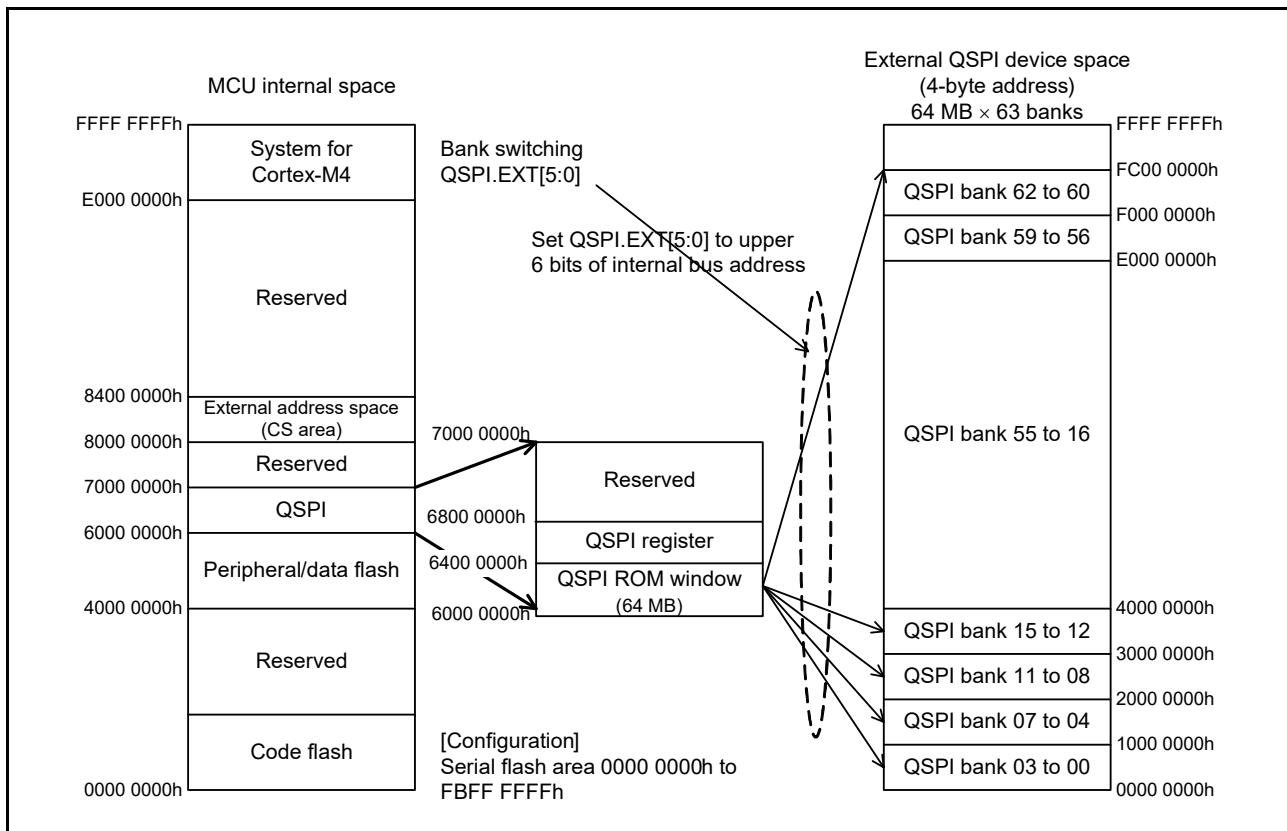 MCU internal space
FFFF FFFFh
System for
Cortex-M4
E000 0000h
Reserved
8400 0000h
External address space
(CS area)
8000 0000h
Reserved
7000 0000h
QSPI
6000 0000h
Peripheral/data flash
4000 0000h
Reserved
Code flash
0000 0000h
Bank switching
QSPI.EXT[5:0]
Set QSPI.EXT[5:0] to upper
6 bits of internal bus address
7000 0000h
Reserved
6800 0000h
QSPI register
6400 0000h
QSPI ROM window
(64 MB)
6000 0000h
[Configuration]
Serial flash area 0000 0000h to
FBFF FFFFh
External QSPI device space
(4-byte address)
64 MB × 63 banks
FFFF FFFFh
FC00 0000h
QSPI bank 62 to 60
F000 0000h
QSPI bank 59 to 56
E000 0000h
QSPI bank 55 to 16
4000 0000h
QSPI bank 15 to 12
3000 0000h
QSPI bank 11 to 08
2000 0000h
QSPI bank 07 to 04
1000 0000h
QSPI bank 03 to 00
0000 0000h